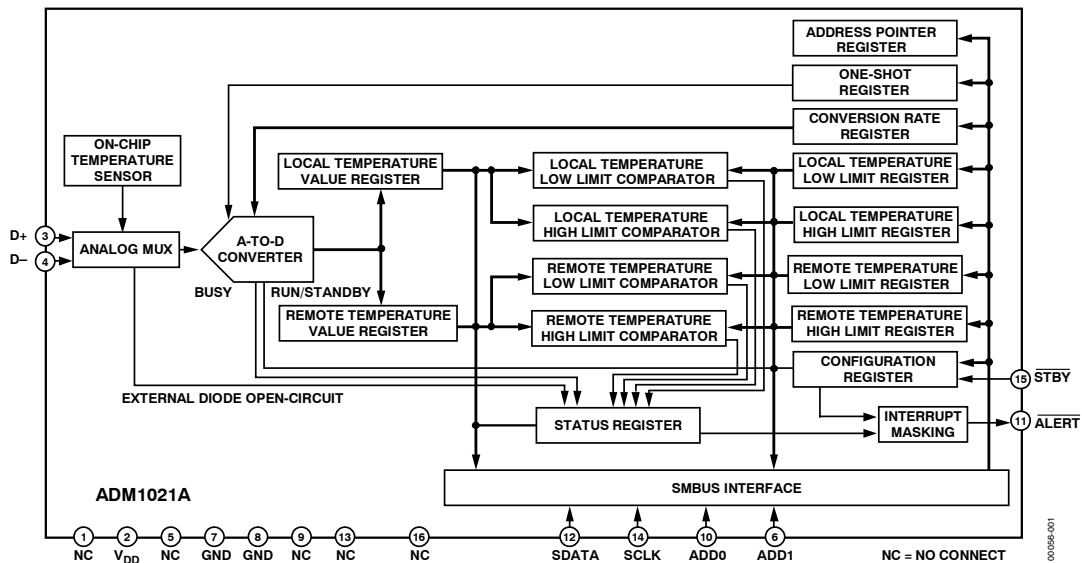 ADDRESS POINTER
REGISTER
ONE-SHOT
REGISTER
CONVERSION RATE
REGISTER
ON-CHIP
TEMPERATURE
SENSOR
LOCAL TEMPERATURE
VALUE REGISTER
LOCAL TEMPERATURE
LOW LIMIT COMPARATOR
LOCAL TEMPERATURE
LOW LIMIT REGISTER
LOCAL TEMPERATURE
HIGH LIMIT COMPARATOR
LOCAL TEMPERATURE
HIGH LIMIT REGISTER
D+ 3
D– 4
ANALOG MUX
A-TO-D
CONVERTER
BUSY
RUN/STANDBY
REMOTE TEMPERATURE
LOW LIMIT COMPARATOR
REMOTE TEMPERATURE
LOW LIMIT REGISTER
REMOTE TEMPERATURE
VALUE REGISTER
REMOTE TEMPERATURE
HIGH LIMIT COMPARATOR
REMOTE TEMPERATURE
HIGH LIMIT REGISTER
CONFIGURATION
REGISTER
15 STBY
EXTERNAL DIODE OPEN-CIRCUIT
STATUS REGISTER
INTERRUPT
MASKING
11 ALERT
SMBUS INTERFACE
ADM1021A
1 2 5 7 8 9 13 16 12 14 10 6
NC VDD NC GND GND NC NC NC SDATA SCLK ADD0 ADD1 NC = NO CONNECT
00056-001